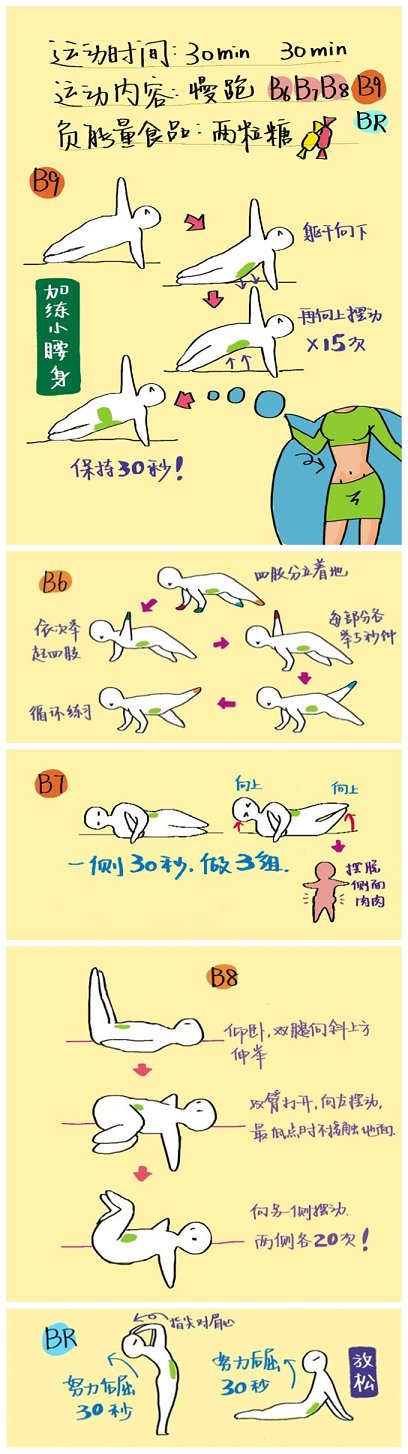 运动时间:30min 30min
运动内容:慢跑 B6B7B8 B9
BR
负能量食品:两粒糖
B9
躯干向下
加练小腰身
再向上摆动
×15次
保持30秒!
B6
四肢分立着地
依次举
起四肢
每部分各
举5秒钟
循环练习
B7
向上
向上
一侧30秒,做3组.
摆脱
侧面
肉肉
B8
仰卧,双腿向斜上方
伸举
双臂打开,向左摆动,
最低点时不接触地面.
向另一侧摆动.
两侧各20次!
BR
指尖对眉心
努力后屈
30秒
努力后屈
30秒
放松